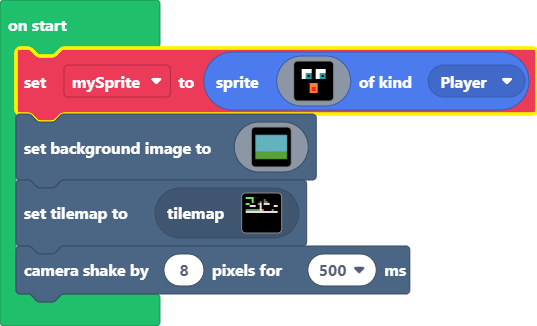 on start
set mySprite to sprite of kind Player
set background image to
set tilemap to tilemap
camera shake by 8 pixels for 500 ms